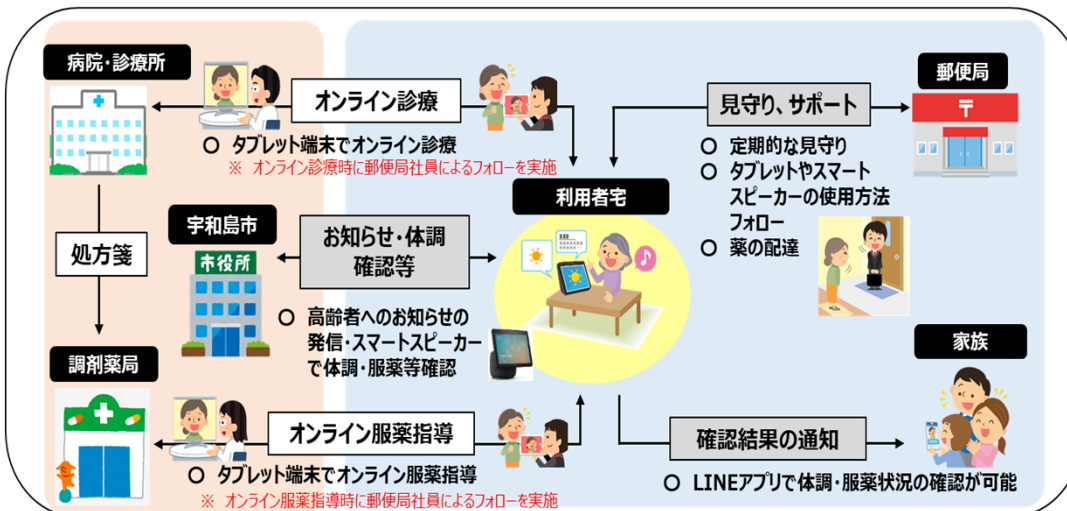 病院・診療所
オンライン診療
○ タブレット端末でオンライン診療
※ オンライン診療時に郵便局社員によるフォローを実施
見守り、サポート
郵便局
〒
○ 定期的な見守り
○ タブレットやスマート
スピーカーの使用方法
フォロー
○ 薬の配達
処方箋
宇和島市
市役所
お知らせ・体調
確認等
○ 高齢者へのお知らせの
発信・スマートスピーカー
で体調・服薬等確認
利用者宅
調剤薬局
オンライン服薬指導
○ タブレット端末でオンライン服薬指導
※ オンライン服薬指導時に郵便局社員によるフォローを実施
家族
確認結果の通知
○ LINEアプリで体調・服薬状況の確認が可能